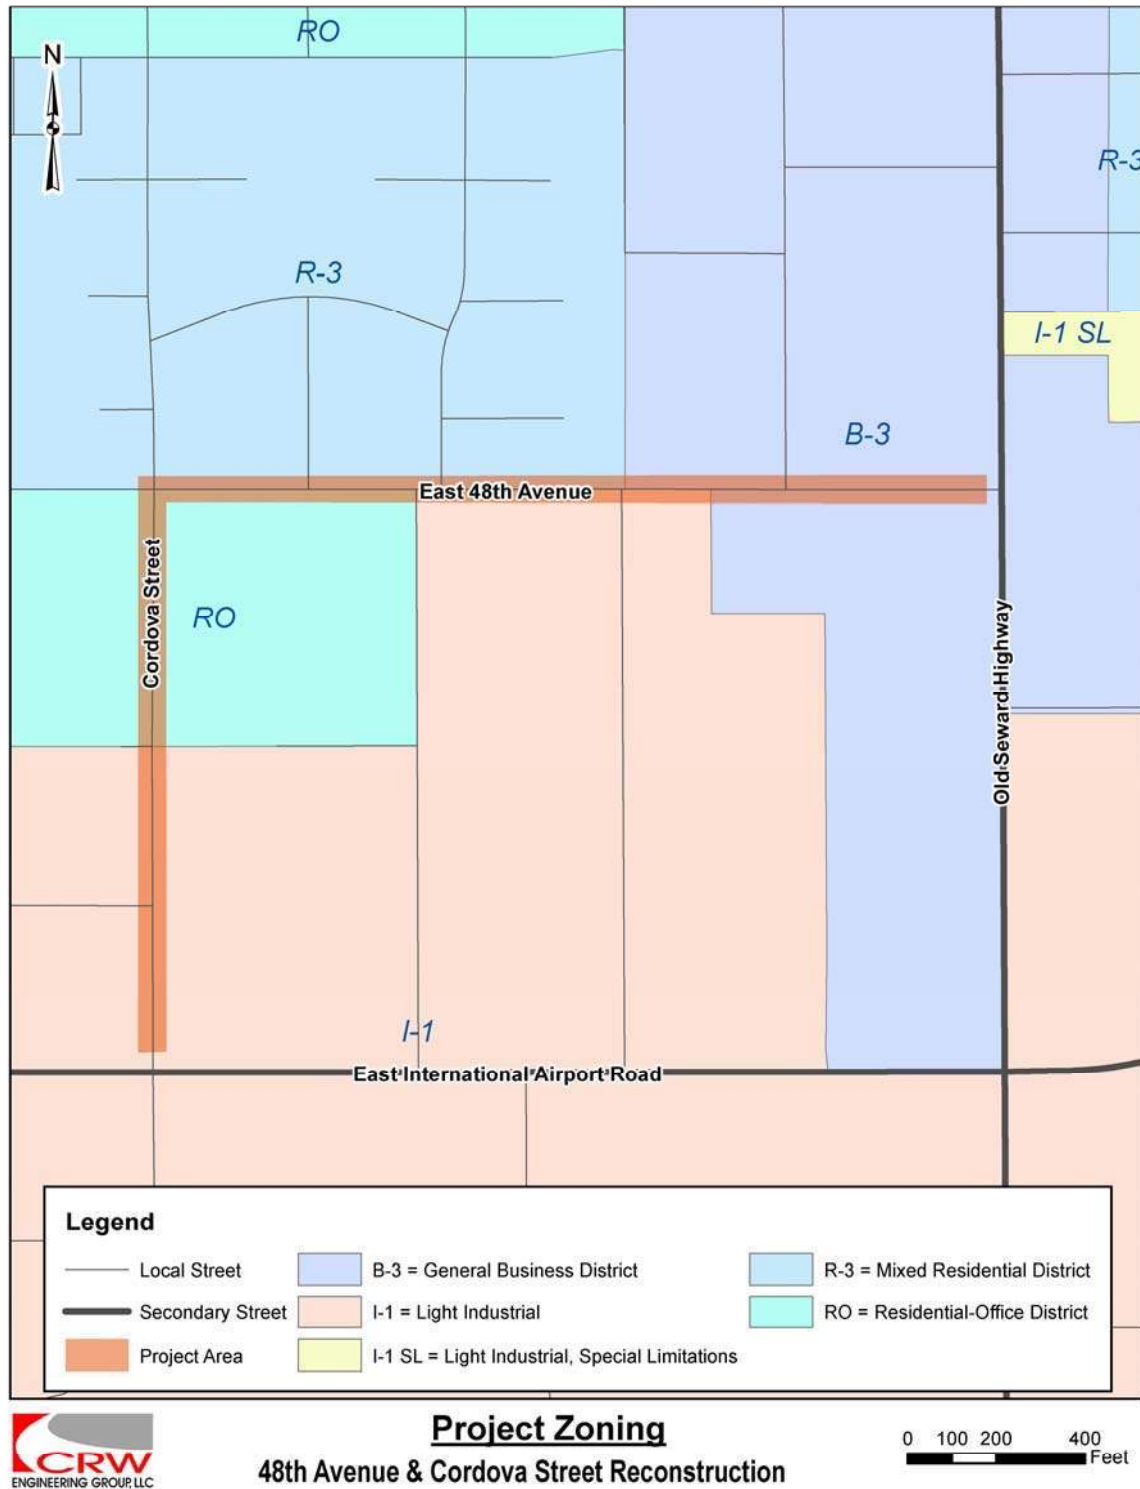 RO
N
R-3
R-3
I-1 SL
B-3
East 48th Avenue
Cordova Street
RO
Old Seward Highway
I-1
East International Airport Road
Legend
Local Street
B-3 = General Business District
R-3 = Mixed Residential District
Secondary Street
I-1 = Light Industrial
RO = Residential-Office District
Project Area
I-1 SL = Light Industrial, Special Limitations
CRW
ENGINEERING GROUP, LLC
Project Zoning
48th Avenue & Cordova Street Reconstruction
0 100 200 400
Feet